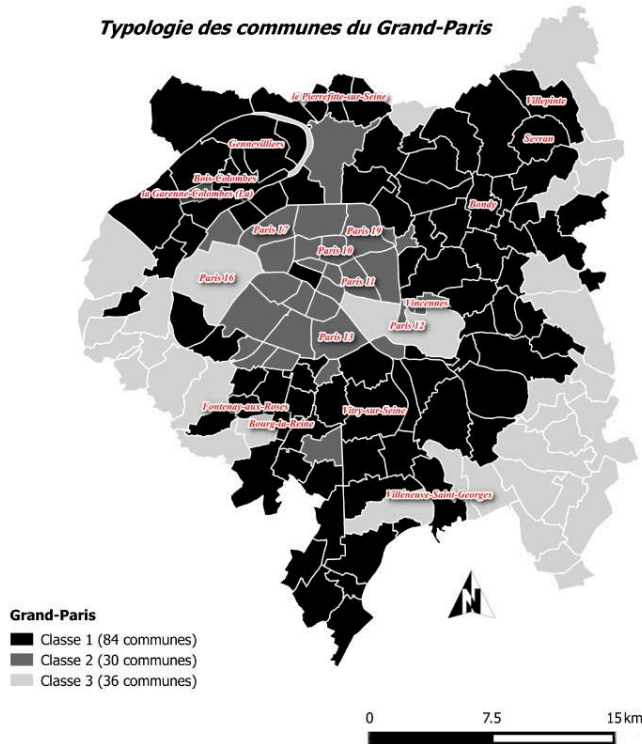 Typologie des communes du Grand-Paris
le Pierrefitte-sur-Seine
Villepinte
Gennevilliers
Sevran
Bois-Colombes
la Garenne-Colombes (La)
Bondy
Paris 17
Paris 19
Paris 10
Paris 16
Paris 11
Vincennes
Paris 12
Paris 13
Fontenay-aux-Roses
Vitry-sur-Seine
Bourg-la-Reine
Villeneuve-Saint-Georges
N
Grand-Paris
Classe 1 (84 communes)
Classe 2 (30 communes)
Classe 3 (36 communes)
0 7.5 15 km